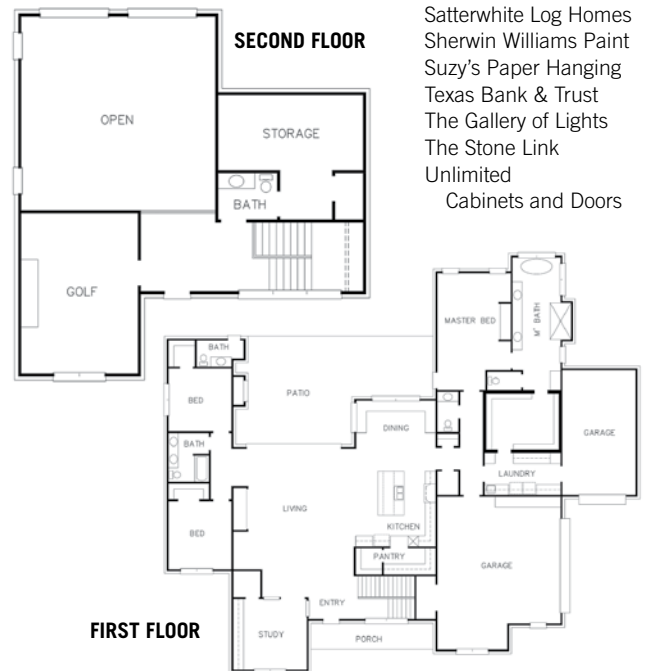 Satterwhite Log Homes
Sherwin Williams Paint
Suzy's Paper Hanging
Texas Bank & Trust
The Gallery of Lights
The Stone Link
Unlimited
Cabinets and Doors
SECOND FLOOR
OPEN
STORAGE
BATH
GOLF
MASTER BED
M' BATH
BATH
BED
PATIO
DINING
GARAGE
BATH
LAUNDRY
LIVING
KITCHEN
BED
PANTRY
GARAGE
ENTRY
STUDY
PORCH
FIRST FLOOR